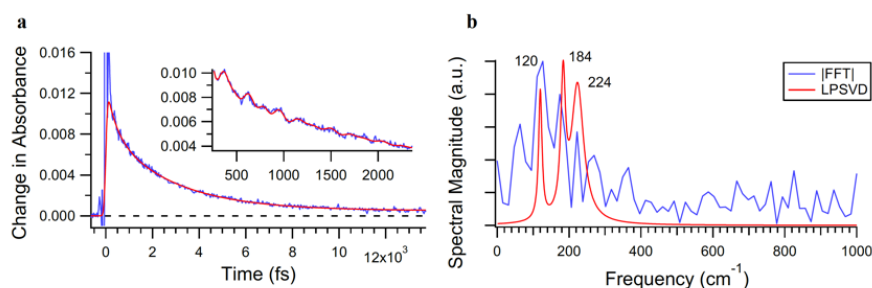 a
0.016
0.012
0.008
0.004
0.000
Change in Absorbance
0.010
0.008
0.006
0.004
500 1000 1500 2000
0 2 4 6 8 10 12x10³
Time (fs)
b
120
184
224
|FFT|
LPSVD
Spectral Magnitude (a.u.)
0 200 400 600 800 1000
Frequency (cm⁻¹)